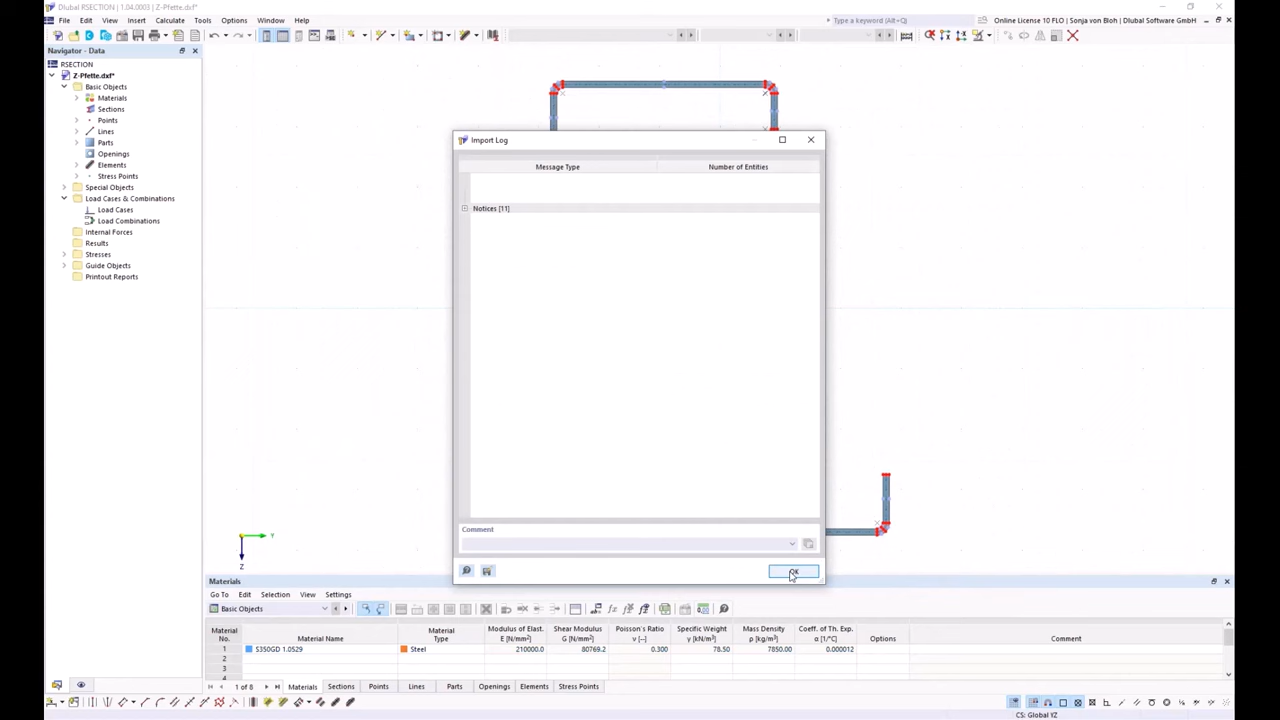 Dlubal RSECTION | 1.04.0003 | Z-Pfette.dxf*
File Edit View Insert Calculate Tools Options Window Help
Type a keyword (Alt+Q)
Online License 10 FLO | Sonja von Bloh | Dlubal Software GmbH
Navigator - Data
RSECTION
Z-Pfette.dxf*
Basic Objects
Materials
Sections
Points
Lines
Parts
Openings
Elements
Stress Points
Special Objects
Load Cases & Combinations
Load Cases
Load Combinations
Internal Forces
Results
Stresses
Guide Objects
Printout Reports
Import Log
Message Type Number of Entities
Notices [11]
Comment
OK
Y
Z
Materials
Go To Edit Selection View Settings
Basic Objects
Material No. Material Name Material Type Modulus of Elast. E [N/mm²] Shear Modulus G [N/mm²] Poisson's Ratio ν [--] Specific Weight γ [kN/m³] Mass Density ρ [kg/m³] Coeff. of Th. Exp. α [1/°C] Options Comment
1 S350GD 1.0529 Steel 210000.0 80769.2 0.300 78.50 7850.00 0.000012
2
3
4
1 of 8 Materials Sections Points Lines Parts Openings Elements Stress Points
CS: Global YZ